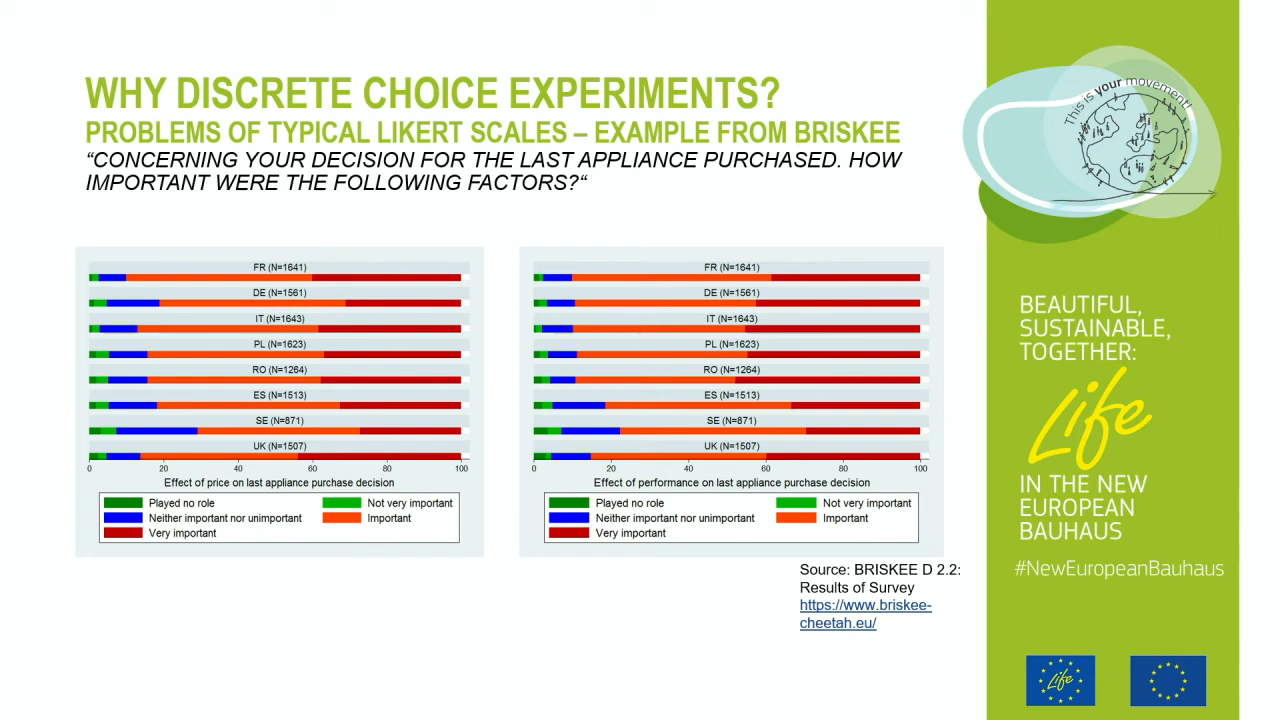 WHY DISCRETE CHOICE EXPERIMENTS?
PROBLEMS OF TYPICAL LIKERT SCALES – EXAMPLE FROM BRISKEE
“CONCERNING YOUR DECISION FOR THE LAST APPLIANCE PURCHASED. HOW
IMPORTANT WERE THE FOLLOWING FACTORS?“
FR (N=1641)
DE (N=1561)
IT (N=1643)
PL (N=1623)
RO (N=1264)
ES (N=1513)
SE (N=871)
UK (N=1507)
0 20 40 60 80 100
Effect of price on last appliance purchase decision
Played no role Not very important
Neither important nor unimportant Important
Very important
FR (N=1641)
DE (N=1561)
IT (N=1643)
PL (N=1623)
RO (N=1264)
ES (N=1513)
SE (N=871)
UK (N=1507)
0 20 40 60 80 100
Effect of performance on last appliance purchase decision
Played no role Not very important
Neither important nor unimportant Important
Very important
Source: BRISKEE D 2.2:
Results of Survey
https://www.briskee-
cheetah.eu/
This is your movement!
BEAUTIFUL,
SUSTAINABLE,
TOGETHER:
Life
IN THE NEW
EUROPEAN
BAUHAUS
#NewEuropeanBauhaus
Life